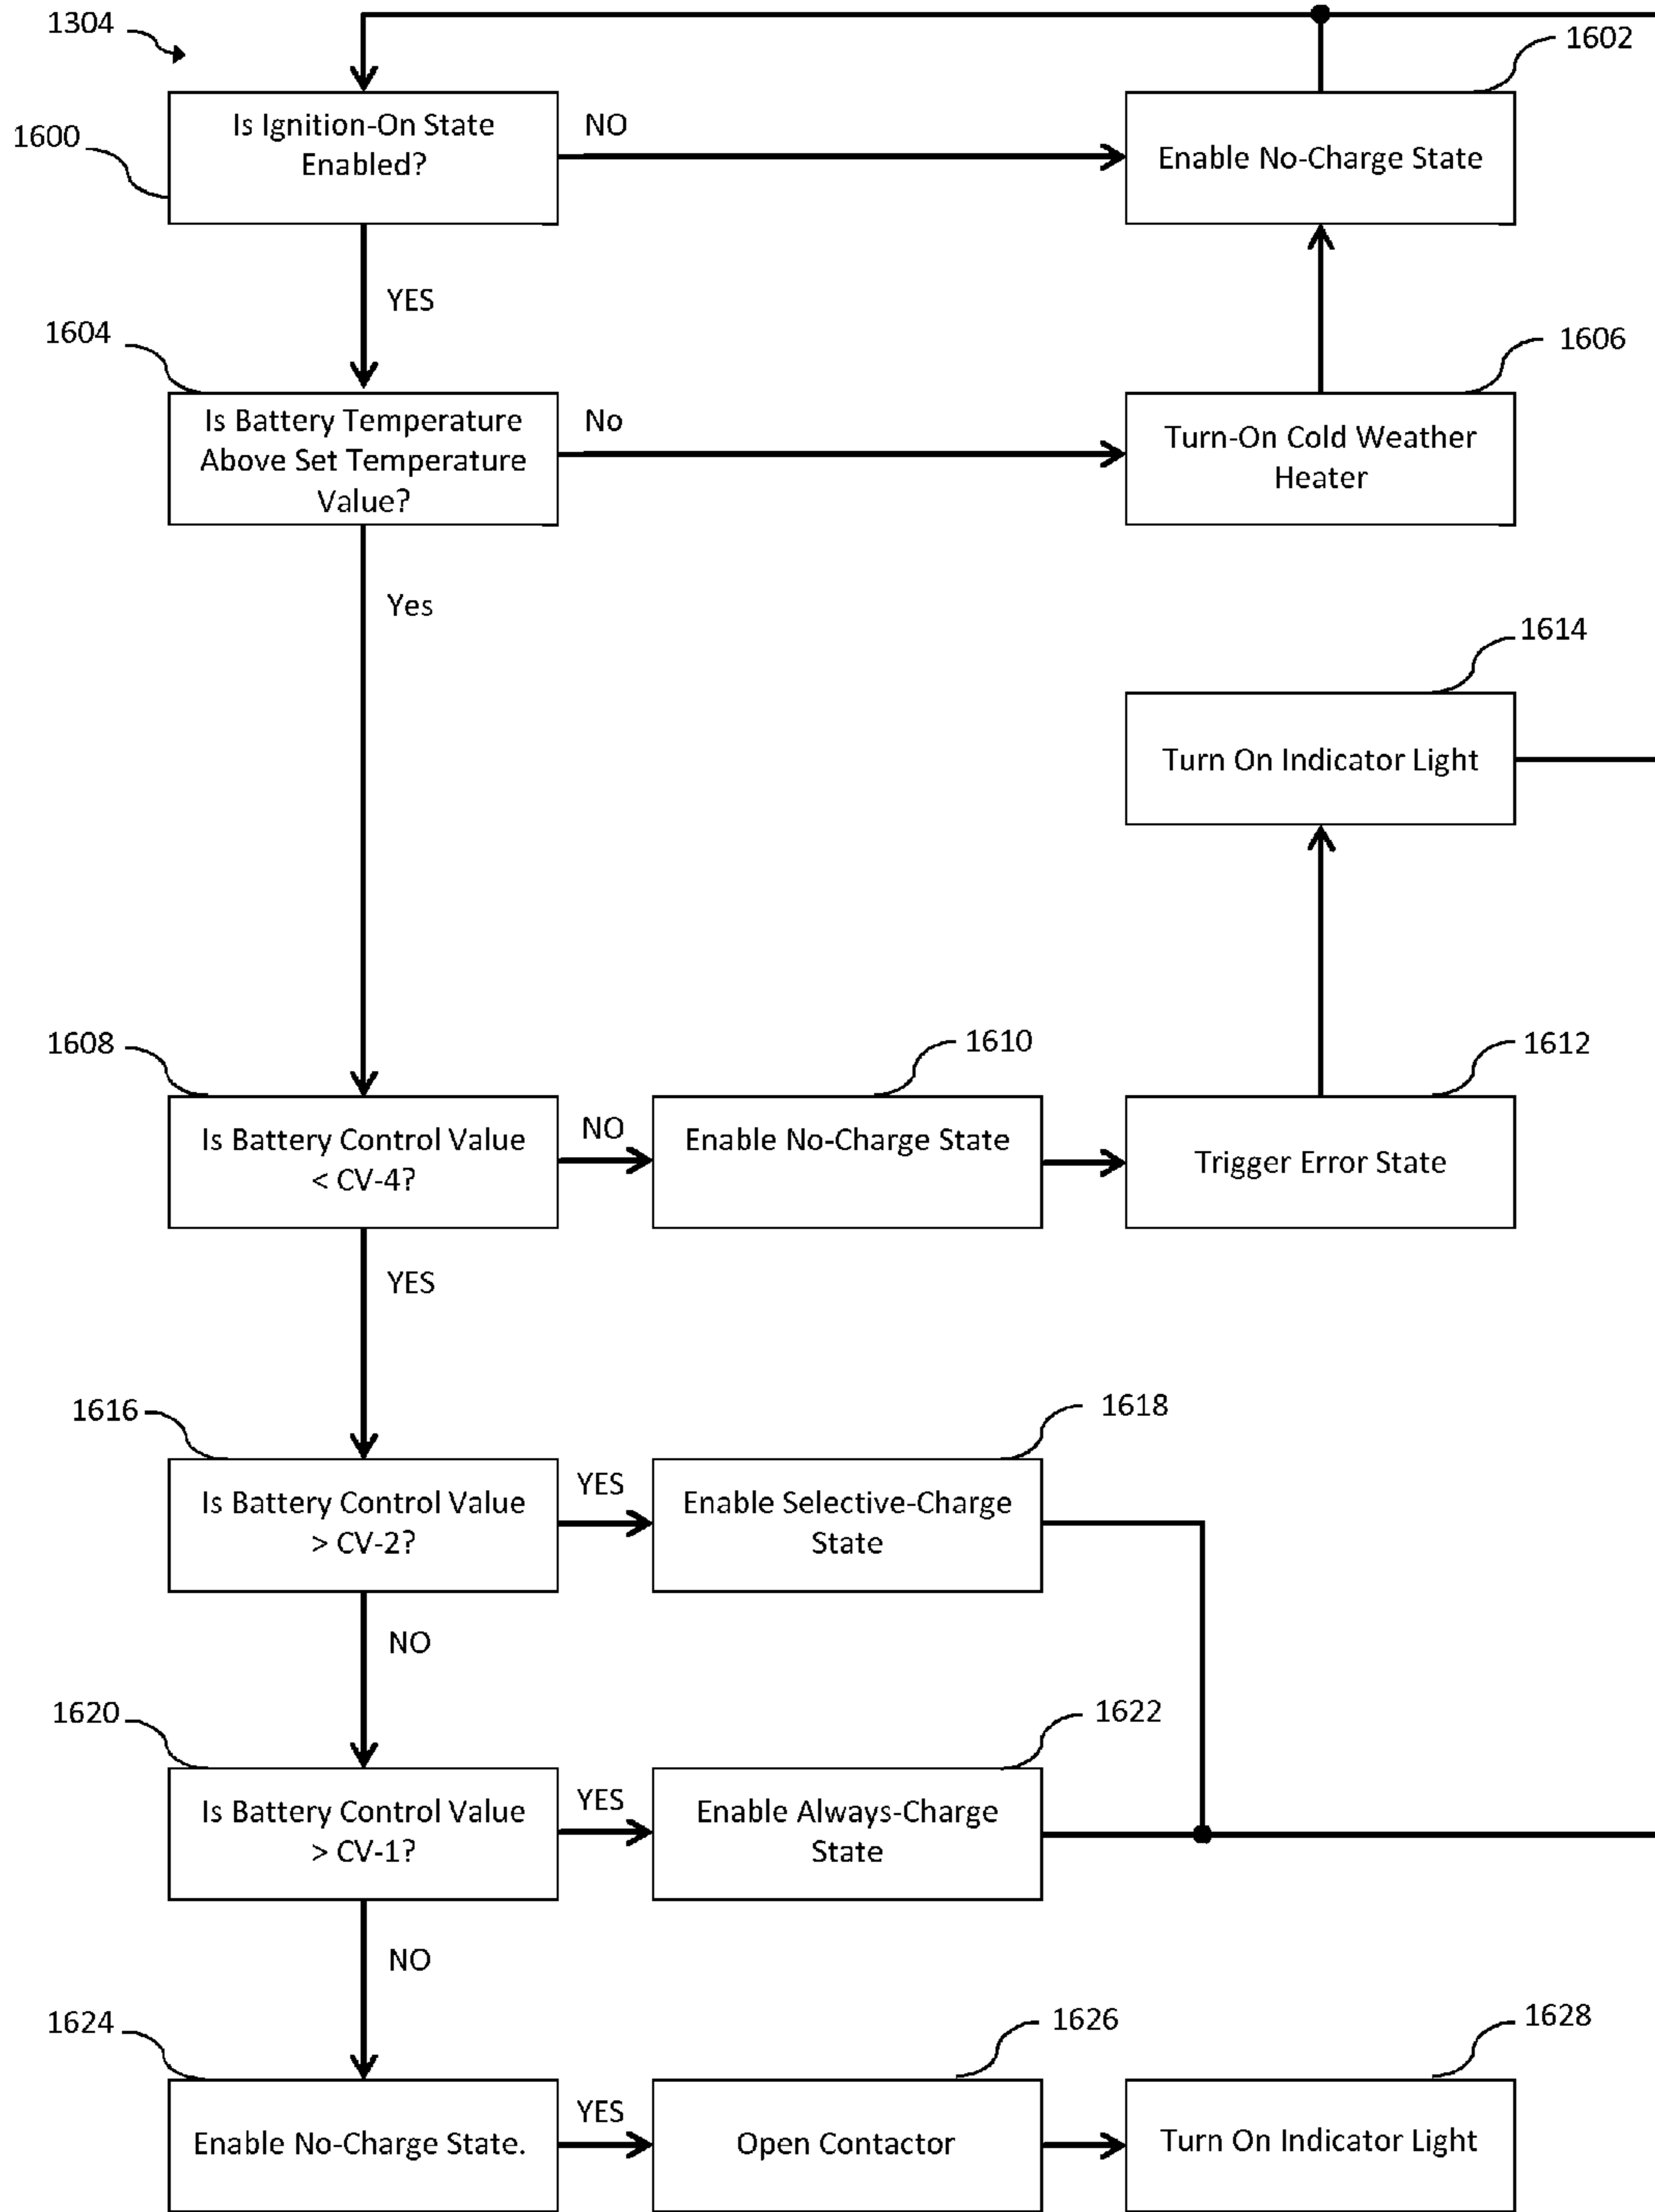 1304
1602
1600
Is Ignition-On State
Enabled?
NO
Enable No-Charge State
YES
1604
1606
Is Battery Temperature
Above Set Temperature
Value?
No
Turn-On Cold Weather
Heater
Yes
1614
Turn On Indicator Light
1608
1610
1612
Is Battery Control Value
< CV-4?
NO
Enable No-Charge State
Trigger Error State
YES
1616
1618
Is Battery Control Value
> CV-2?
YES
Enable Selective-Charge
State
NO
1620
1622
Is Battery Control Value
> CV-1?
YES
Enable Always-Charge
State
NO
1624
1626
1628
Enable No-Charge State.
YES
Open Contactor
Turn On Indicator Light